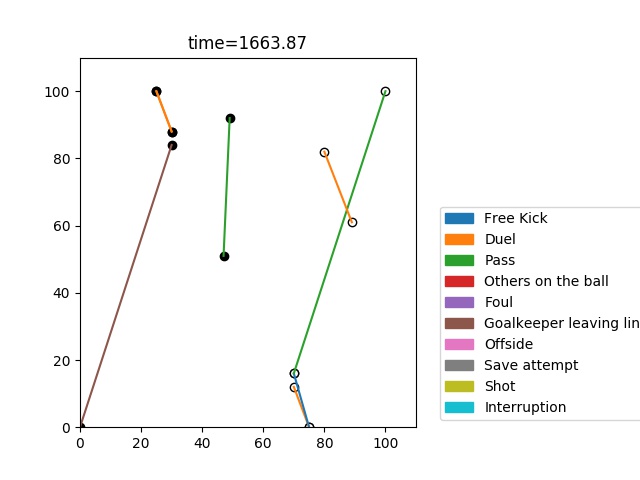 time=1663.87
100
80
60
40
20
0
0 20 40 60 80 100
Free Kick
Duel
Pass
Others on the ball
Foul
Goalkeeper leaving lin
Offside
Save attempt
Shot
Interruption